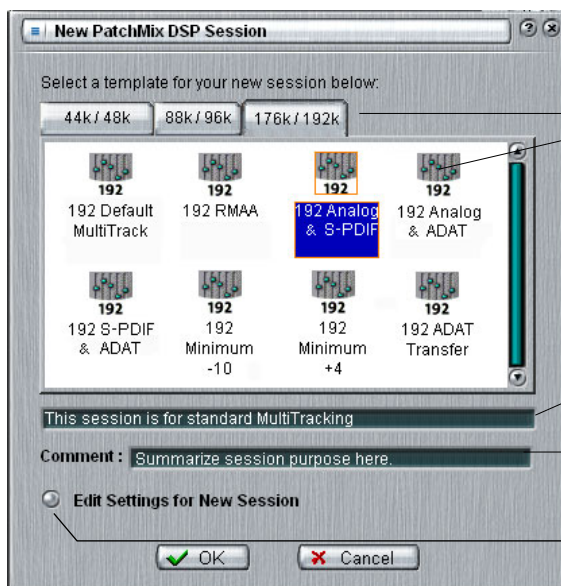 New PatchMix DSP Session
Select a template for your new session below:
44k / 48k 88k / 96k 176k / 192k
192 192 192 192
192 Default 192 RMAA 192 Analog 192 Analog
MultiTrack & S-PDIF & ADAT
192 192 192 192
192 S-PDIF 192 192 192 ADAT
& ADAT Minimum Minimum Transfer
-10 +4
This session is for standard MultiTracking
Comment : Summarize session purpose here.
Edit Settings for New Session
OK Cancel